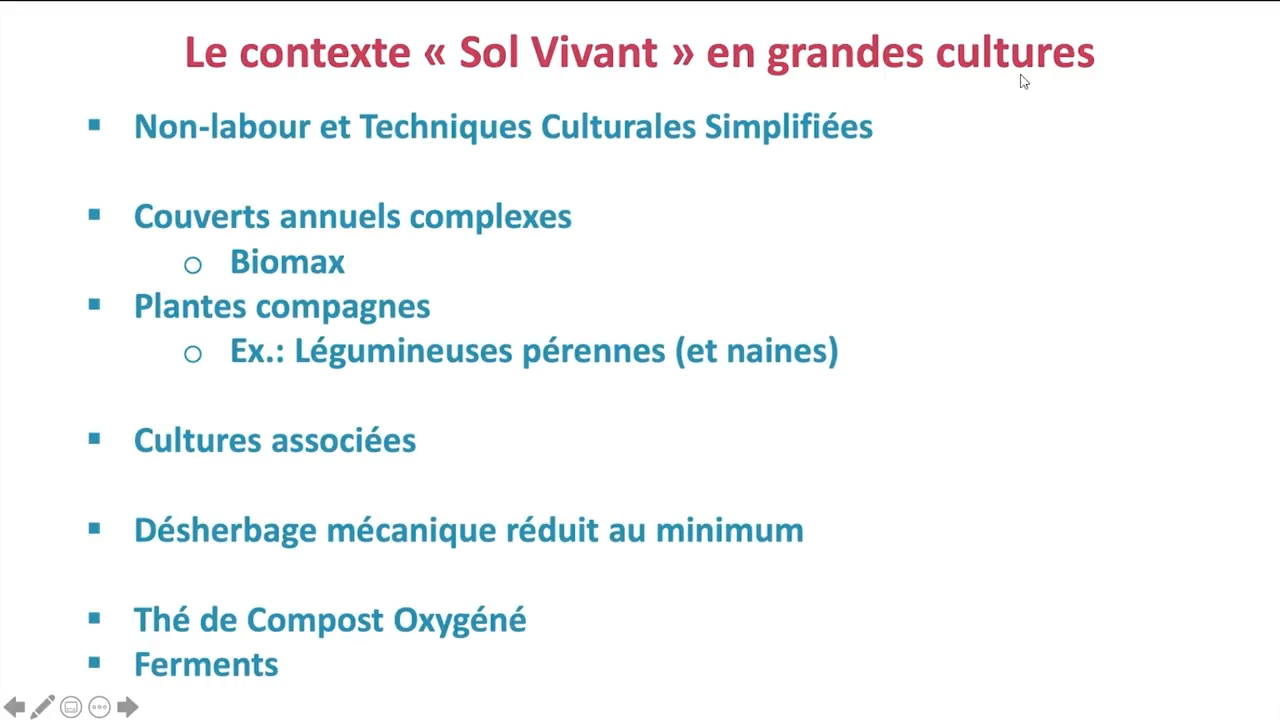 Le contexte « Sol Vivant » en grandes cultures
▪ Non-labour et Techniques Culturales Simplifiées
▪ Couverts annuels complexes
o Biomax
▪ Plantes compagnes
o Ex.: Légumineuses pérennes (et naines)
▪ Cultures associées
▪ Désherbage mécanique réduit au minimum
▪ Thé de Compost Oxygéné
▪ Ferments